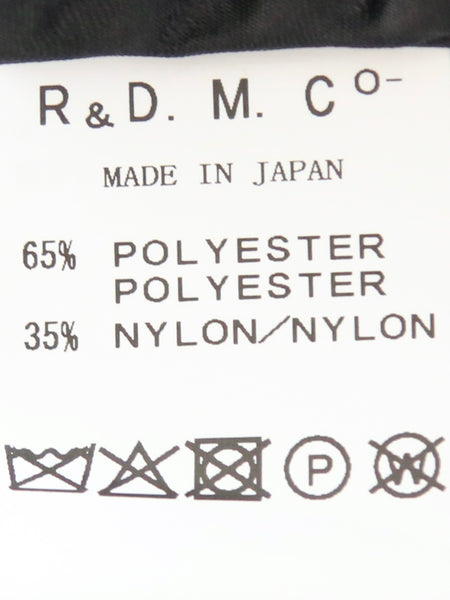 R & D. M. Co-
MADE IN JAPAN
65% POLYESTER
POLYESTER
35% NYLON/NYLON
P W